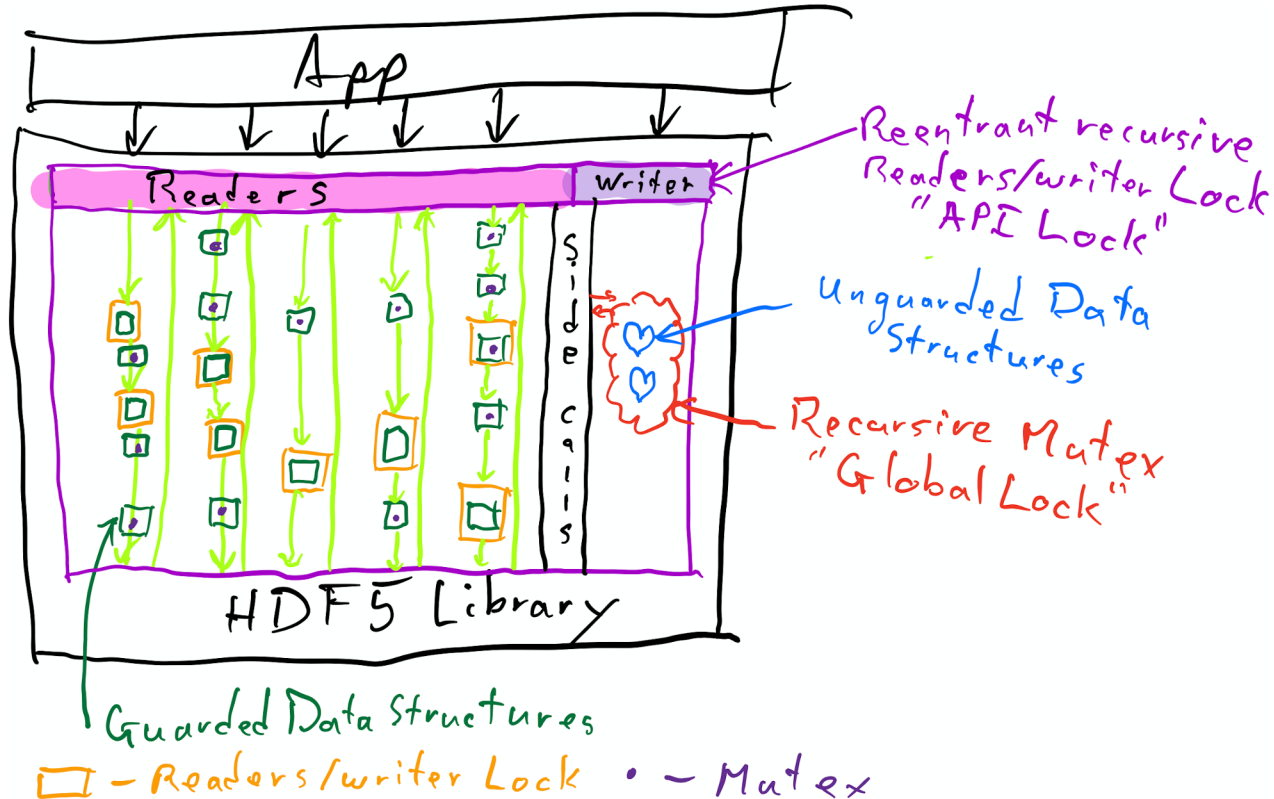 App
Readers
Writer
Side calls
Reentrant recursive
Readers/writer Lock
"API Lock"
Unguarded Data
Structures
Recursive Mutex
"Global Lock"
HDF5 Library
Guarded Data Structures
- Readers/writer Lock
- Mutex